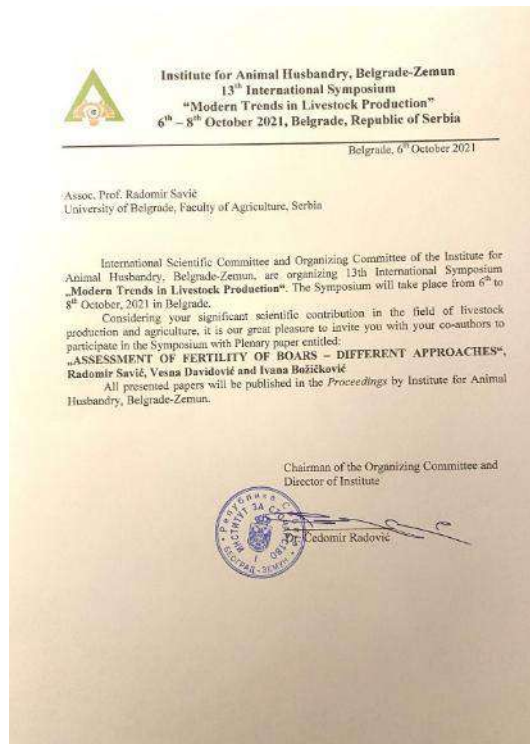 Institute for Animal Husbandry, Belgrade-Zemun
13th International Symposium
“Modern Trends in Livestock Production”
6th – 8th October 2021, Belgrade, Republic of Serbia
Belgrade, 6th October 2021
Assoc. Prof. Radomir Savić
University of Belgrade, Faculty of Agriculture, Serbia
International Scientific Committee and Organizing Committee of the Institute for
Animal Husbandry, Belgrade-Zemun, are organizing 13th International Symposium
„Modern Trends in Livestock Production“. The Symposium will take place from 6th to
8th October, 2021 in Belgrade.
Considering your significant scientific contribution in the field of livestock
production and agriculture, it is our great pleasure to invite you with your co-authors to
participate in the Symposium with Plenary paper entitled:
„ASSESSMENT OF FERTILITY OF BOARS – DIFFERENT APPROACHES“,
Radomir Savić, Vesna Davidović and Ivana Božičković
All presented papers will be published in the Proceedings by Institute for Animal
Husbandry, Belgrade-Zemun.
Chairman of the Organizing Committee and
Director of Institute
Dr. Čedomir Radović
Република
ИНСТИТУТ ЗА СТОЧАРСТВО
БЕОГРАД - ЗЕМУН